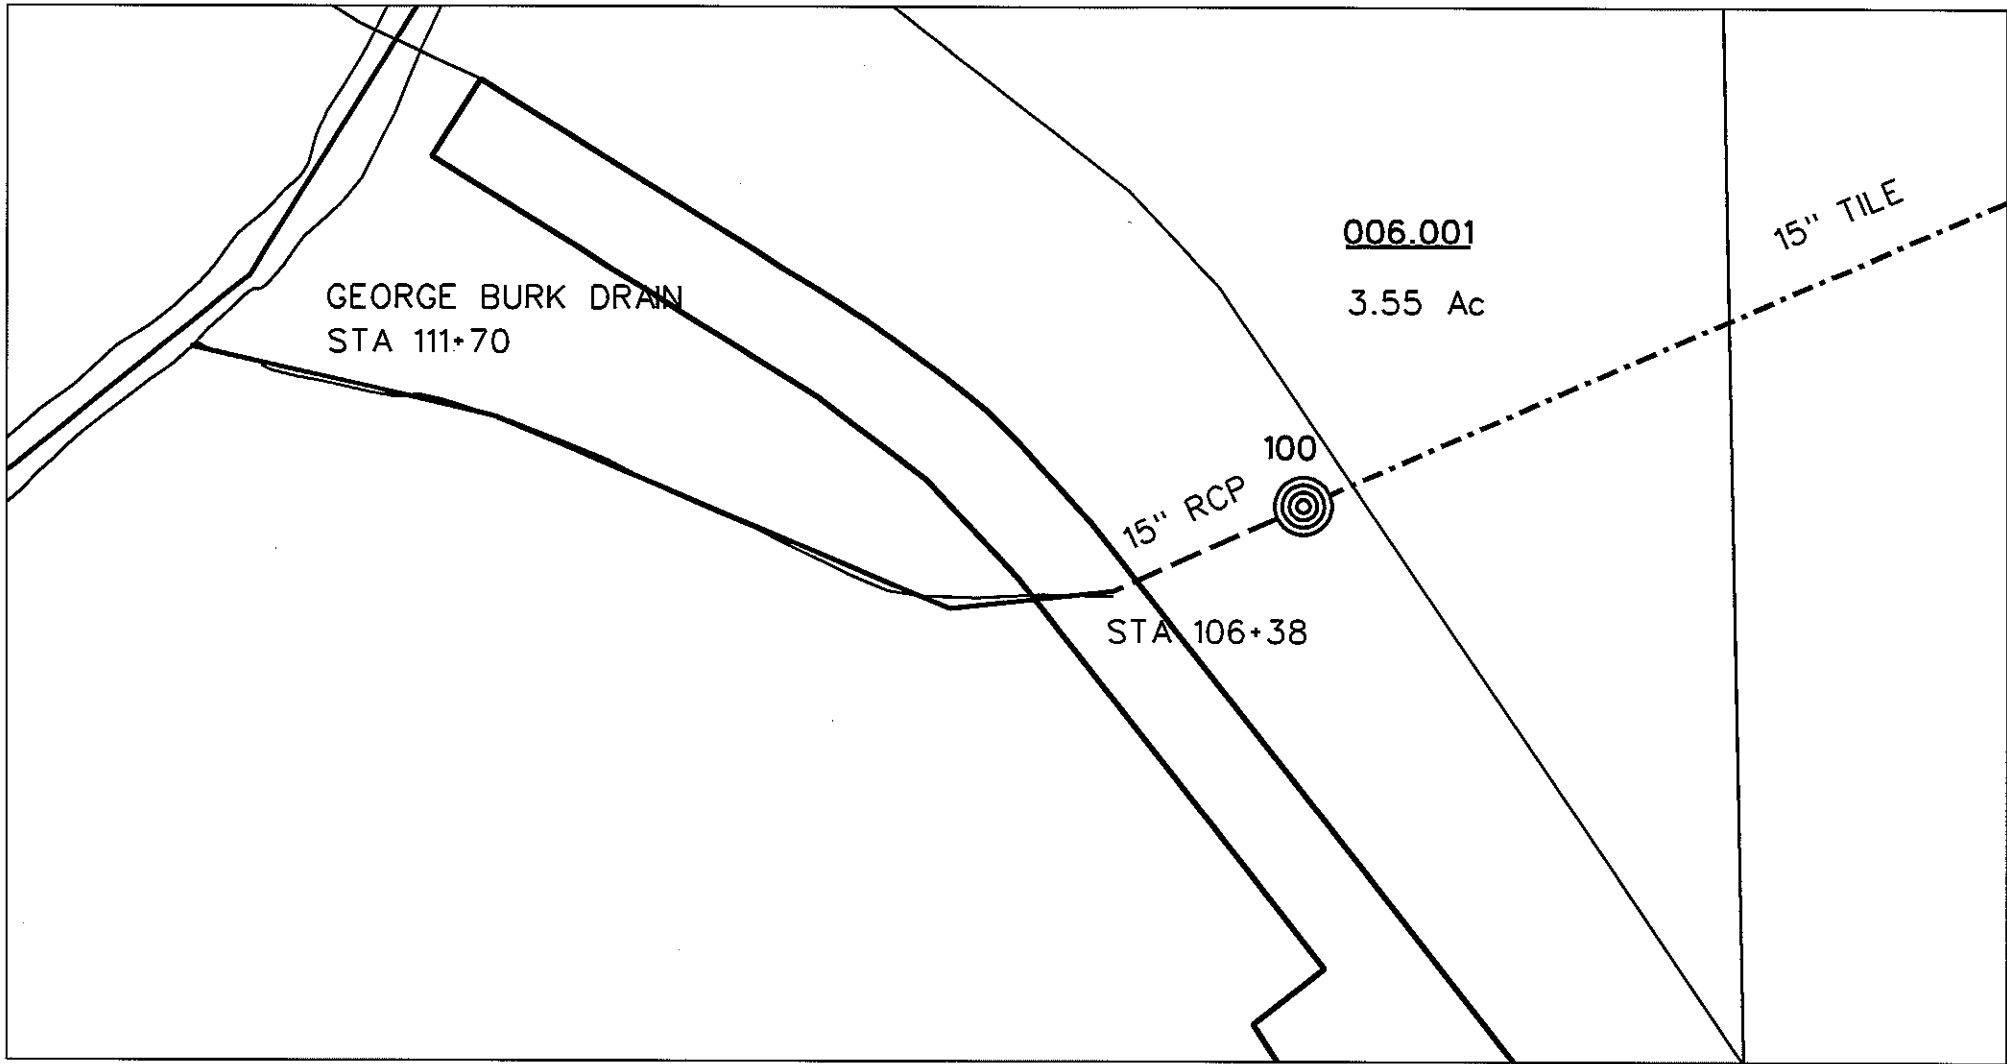 006.001
3.55 Ac
15" TILE
GEORGE BURK DRAIN
STA 111+70
100
15" RCP
STA 106+38